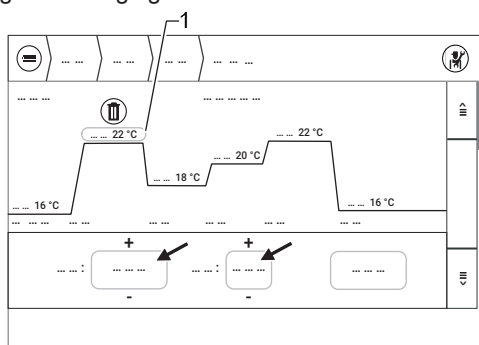 1
... ... ... ... ... ... ... ... ...
... ... ... ... ... ... ... ...
... ... 22 °C ... ... 22 °C
... ... 20 °C
... ... 18 °C
... ... 16 °C ... ... 16 °C
... ... ... ... ... ... ... ... ... ... ... ... ...
+ +
... ... : ... ... ... ... ... : ... ... ... ... ... ...
- -